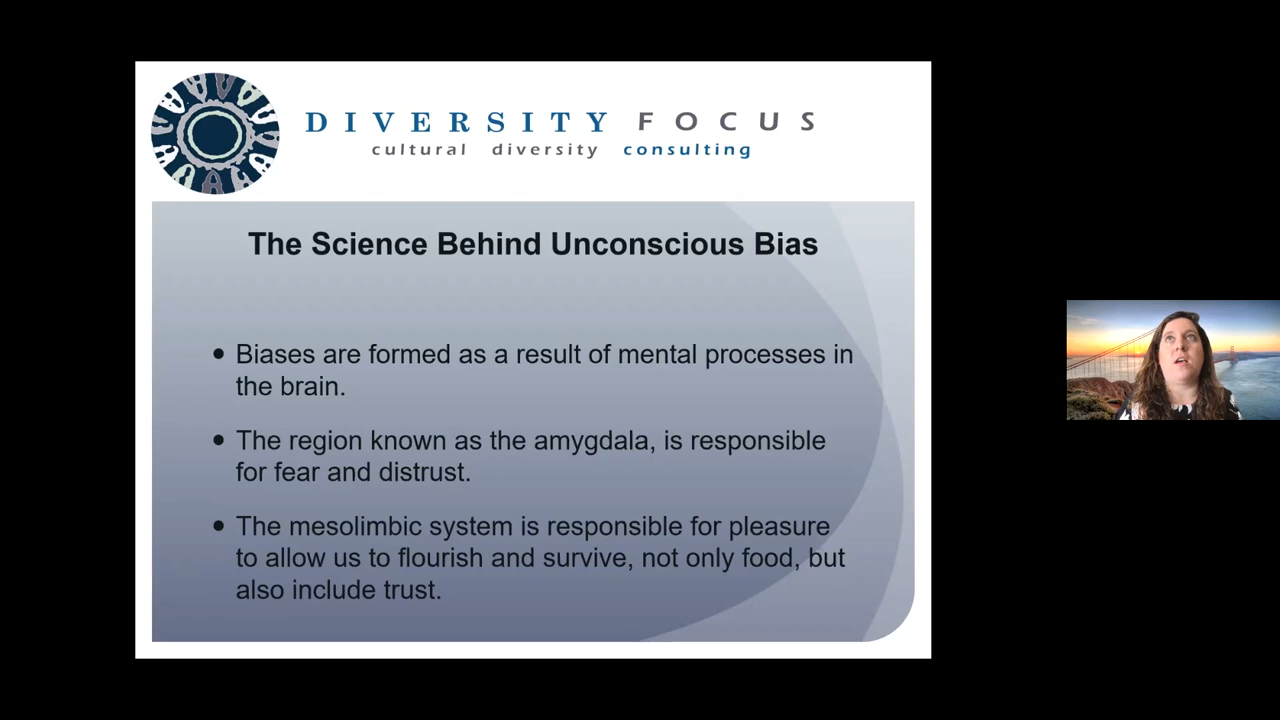 DIVERSITY FOCUS
cultural diversity consulting
The Science Behind Unconscious Bias
• Biases are formed as a result of mental processes in
the brain.
• The region known as the amygdala, is responsible
for fear and distrust.
• The mesolimbic system is responsible for pleasure
to allow us to flourish and survive, not only food, but
also include trust.